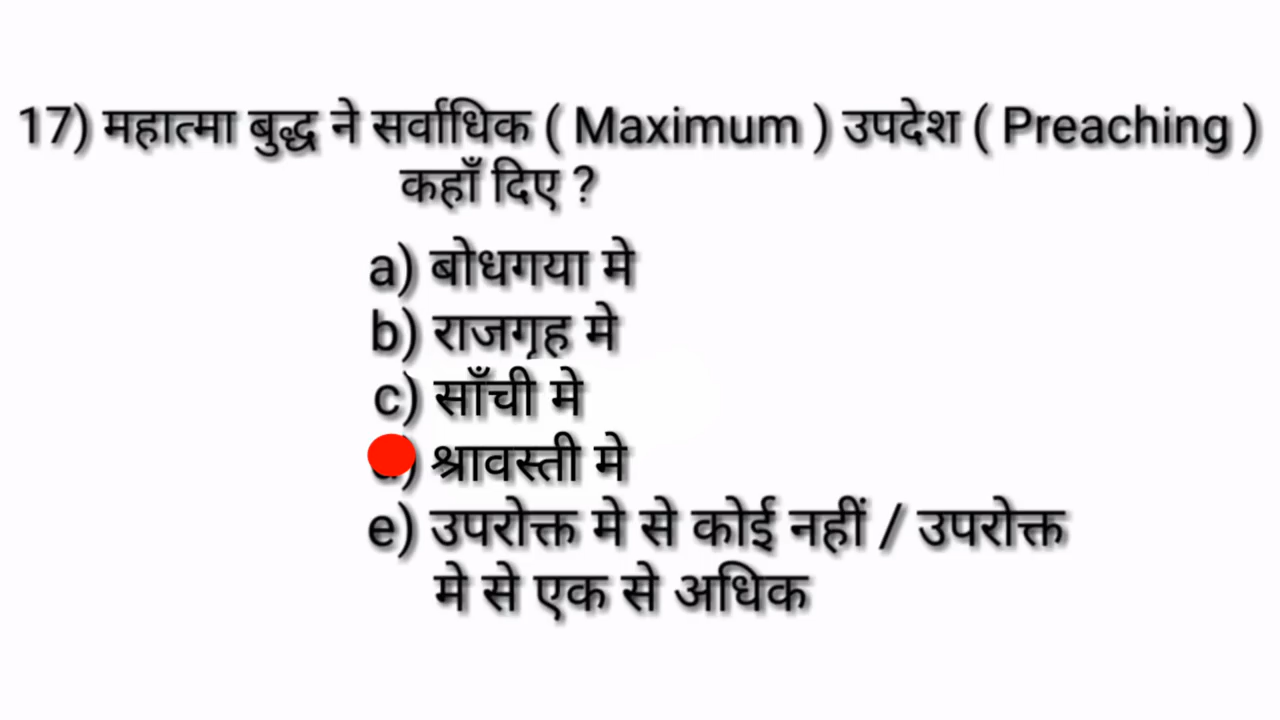 17) महात्मा बुद्ध ने सर्वाधिक ( Maximum ) उपदेश ( Preaching )
कहाँ दिए ?
a) बोधगया मे
b) राजगृह मे
c) साँची मे
d) श्रावस्ती मे
e) उपरोक्त मे से कोई नहीं / उपरोक्त
मे से एक से अधिक